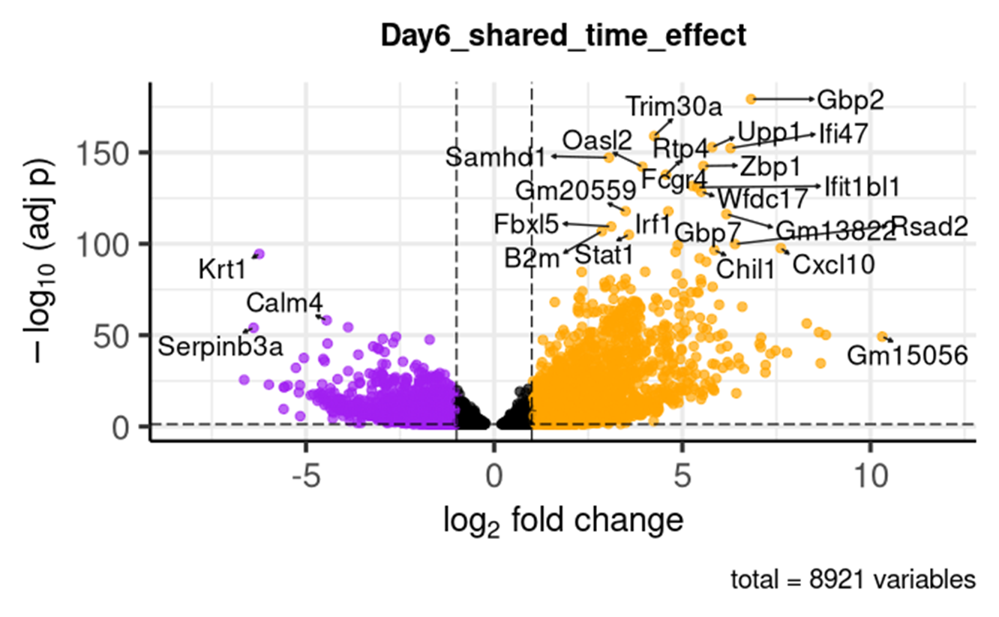 Day6_shared_time_effect
Gbp2
Trim30a
Upp1
Ifi47
Oasl2
Rtp4
Samhd1
Zbp1
Fcgr4
Ifit1bl1
Gm20559
Wfdc17
Fbxl5
Irf1
Gbp7
Gm13822
Rsad2
B2m
Stat1
Chil1
Cxcl10
Krt1
Calm4
Serpinb3a
Gm15056
150
100
50
0
− log10 (adj p)
-5
0
5
10
log2 fold change
total = 8921 variables